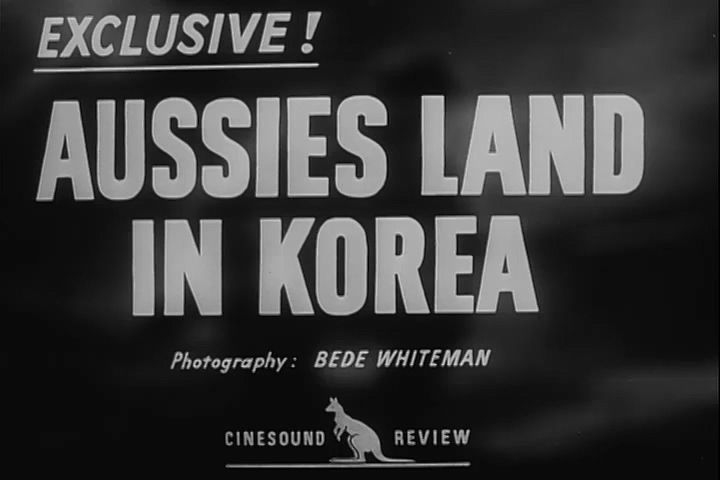 EXCLUSIVE!
AUSSIES LAND
IN KOREA
Photography: BEDE WHITEMAN
CINESOUND REVIEW